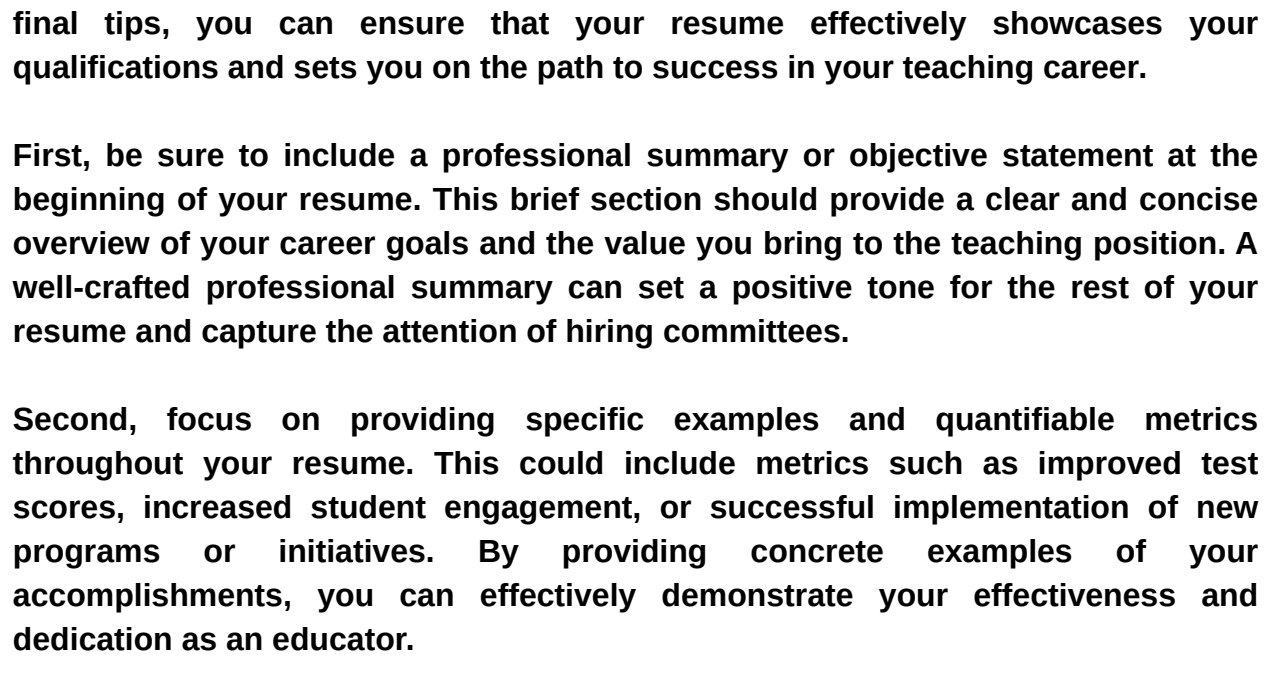 final tips, you can ensure that your resume effectively showcases your
qualifications and sets you on the path to success in your teaching career.
First, be sure to include a professional summary or objective statement at the
beginning of your resume. This brief section should provide a clear and concise
overview of your career goals and the value you bring to the teaching position. A
well-crafted professional summary can set a positive tone for the rest of your
resume and capture the attention of hiring committees.
Second, focus on providing specific examples and quantifiable metrics
throughout your resume. This could include metrics such as improved test
scores, increased student engagement, or successful implementation of new
programs or initiatives. By providing concrete examples of your
accomplishments, you can effectively demonstrate your effectiveness and
dedication as an educator.